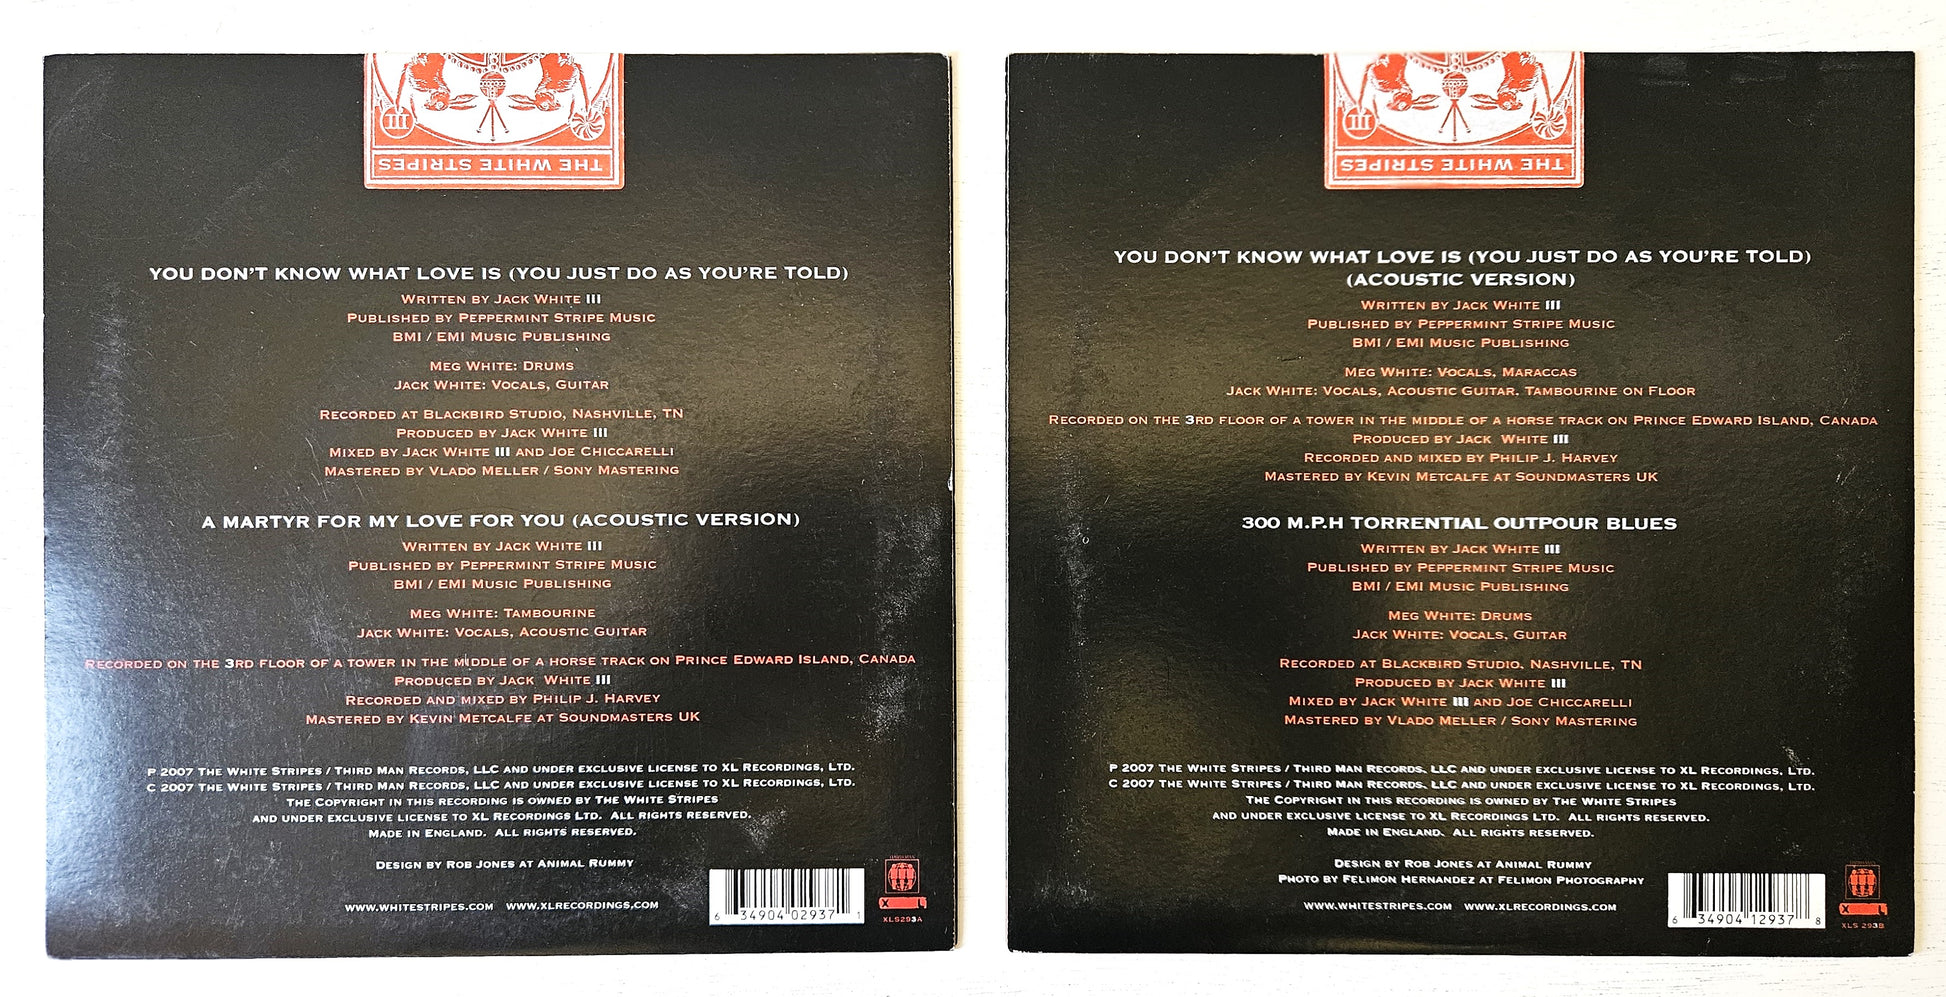 III
THE WHITE STRIPES
YOU DON'T KNOW WHAT LOVE IS (YOU JUST DO AS YOU'RE TOLD)
WRITTEN BY JACK WHITE III
PUBLISHED BY PEPPERMINT STRIPE MUSIC
BMI / EMI MUSIC PUBLISHING
MEG WHITE: DRUMS
JACK WHITE: VOCALS, GUITAR
RECORDED AT BLACKBIRD STUDIO, NASHVILLE, TN
PRODUCED BY JACK WHITE III
MIXED BY JACK WHITE III AND JOE CHICCARELLI
MASTERED BY VLADO MELLER / SONY MASTERING
A MARTYR FOR MY LOVE FOR YOU (ACOUSTIC VERSION)
WRITTEN BY JACK WHITE III
PUBLISHED BY PEPPERMINT STRIPE MUSIC
BMI / EMI MUSIC PUBLISHING
MEG WHITE: TAMBOURINE
JACK WHITE: VOCALS, ACOUSTIC GUITAR
RECORDED ON THE 3RD FLOOR OF A TOWER IN THE MIDDLE OF A HORSE TRACK ON PRINCE EDWARD ISLAND, CANADA
PRODUCED BY JACK WHITE III
RECORDED AND MIXED BY PHILIP J. HARVEY
MASTERED BY KEVIN METCALFE AT SOUNDMASTERS UK
P 2007 THE WHITE STRIPES / THIRD MAN RECORDS, LLC AND UNDER EXCLUSIVE LICENSE TO XL RECORDINGS, LTD.
C 2007 THE WHITE STRIPES / THIRD MAN RECORDS, LLC AND UNDER EXCLUSIVE LICENSE TO XL RECORDINGS, LTD.
THE COPYRIGHT IN THIS RECORDING IS OWNED BY THE WHITE STRIPES
AND UNDER EXCLUSIVE LICENSE TO XL RECORDINGS LTD. ALL RIGHTS RESERVED.
MADE IN ENGLAND. ALL RIGHTS RESERVED.
DESIGN BY ROB JONES AT ANIMAL RUMMY
WWW.WHITESTRIPES.COM WWW.XLRECORDINGS.COM
6 34904 02937 1
XL
XLS293A
III
THE WHITE STRIPES
YOU DON'T KNOW WHAT LOVE IS (YOU JUST DO AS YOU'RE TOLD)
(ACOUSTIC VERSION)
WRITTEN BY JACK WHITE III
PUBLISHED BY PEPPERMINT STRIPE MUSIC
BMI / EMI MUSIC PUBLISHING
MEG WHITE: VOCALS, MARACCAS
JACK WHITE: VOCALS, ACOUSTIC GUITAR, TAMBOURINE ON FLOOR
RECORDED ON THE 3RD FLOOR OF A TOWER IN THE MIDDLE OF A HORSE TRACK ON PRINCE EDWARD ISLAND, CANADA
PRODUCED BY JACK WHITE III
RECORDED AND MIXED BY PHILIP J. HARVEY
MASTERED BY KEVIN METCALFE AT SOUNDMASTERS UK
300 M.P.H TORRENTIAL OUTPOUR BLUES
WRITTEN BY JACK WHITE III
PUBLISHED BY PEPPERMINT STRIPE MUSIC
BMI / EMI MUSIC PUBLISHING
MEG WHITE: DRUMS
JACK WHITE: VOCALS, GUITAR
RECORDED AT BLACKBIRD STUDIO, NASHVILLE, TN
PRODUCED BY JACK WHITE III
MIXED BY JACK WHITE III AND JOE CHICCARELLI
MASTERED BY VLADO MELLER / SONY MASTERING
P 2007 THE WHITE STRIPES / THIRD MAN RECORDS, LLC AND UNDER EXCLUSIVE LICENSE TO XL RECORDINGS, LTD.
C 2007 THE WHITE STRIPES / THIRD MAN RECORDS, LLC AND UNDER EXCLUSIVE LICENSE TO XL RECORDINGS, LTD.
THE COPYRIGHT IN THIS RECORDING IS OWNED BY THE WHITE STRIPES
AND UNDER EXCLUSIVE LICENSE TO XL RECORDINGS LTD. ALL RIGHTS RESERVED.
MADE IN ENGLAND. ALL RIGHTS RESERVED.
DESIGN BY ROB JONES AT ANIMAL RUMMY
PHOTO BY FELIMON HERNANDEZ AT FELIMON PHOTOGRAPHY
WWW.WHITESTRIPES.COM WWW.XLRECORDINGS.COM
6 34904 12937 8
XL
XLS 293B